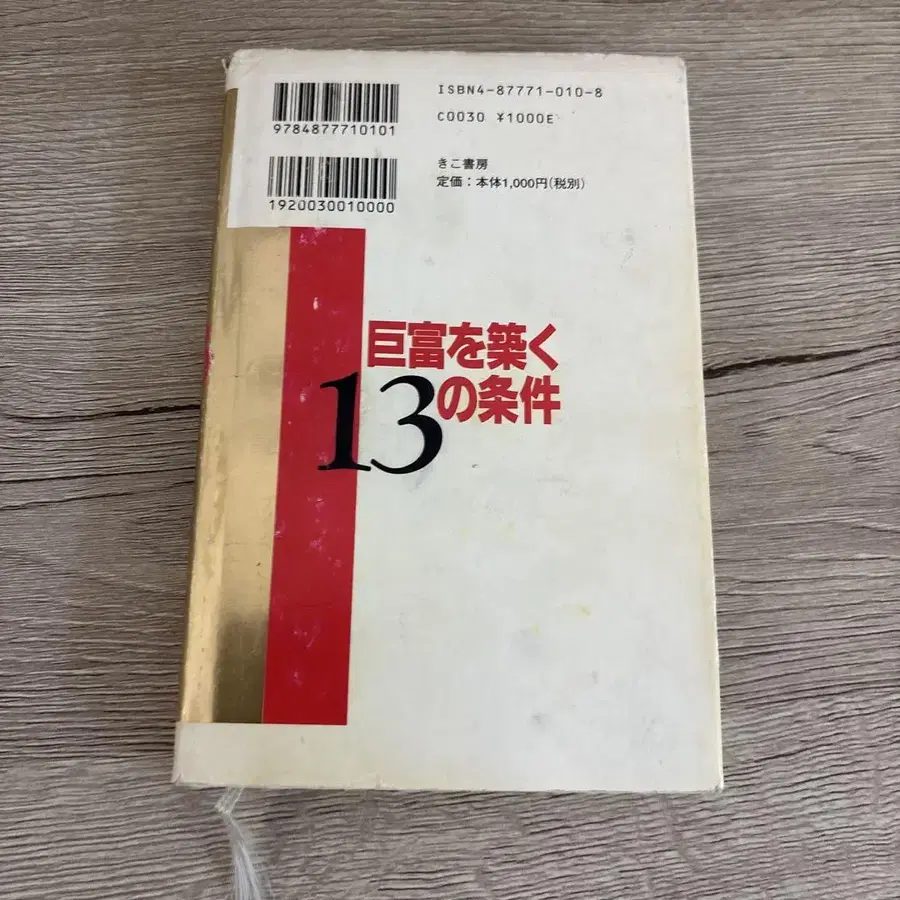 ISBN4-87771-010-8
C0030 ¥1000E
9784877710101
きこ書房
定価：本体1,000円（税別）
1920030010000
巨富を築く
13の条件